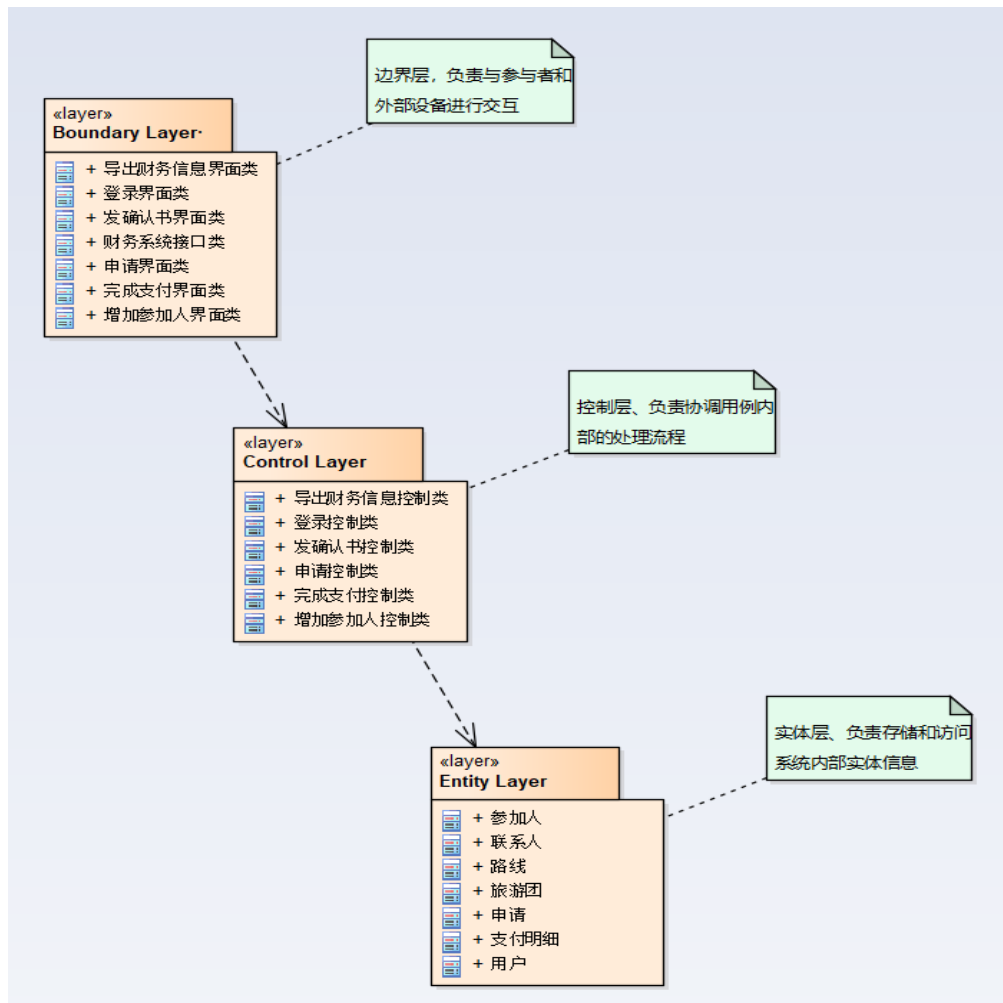 边界层，负责与参与者和
外部设备进行交互
«layer»
Boundary Layer·
+ 导出财务信息界面类
+ 登录界面类
+ 发确认书界面类
+ 财务系统接口类
+ 申请界面类
+ 完成支付界面类
+ 增加参加人界面类
控制层、负责协调用例内
部的处理流程
«layer»
Control Layer
+ 导出财务信息控制类
+ 登录控制类
+ 发确认书控制类
+ 申请控制类
+ 完成支付控制类
+ 增加参加人控制类
实体层、负责存储和访问
系统内部实体信息
«layer»
Entity Layer
+ 参加人
+ 联系人
+ 路线
+ 旅游团
+ 申请
+ 支付明细
+ 用户